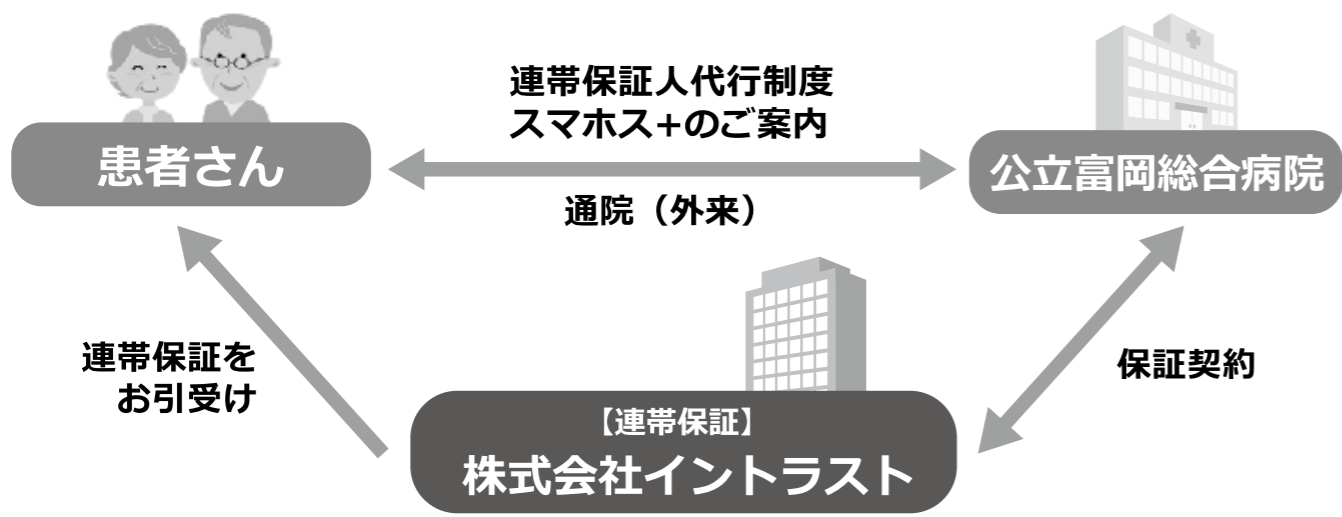 連帯保証人代行制度
スマホス+のご案内
患者さん
公立富岡総合病院
通院（外来）
連帯保証を
お引受け
保証契約
【連帯保証】
株式会社イントラスト